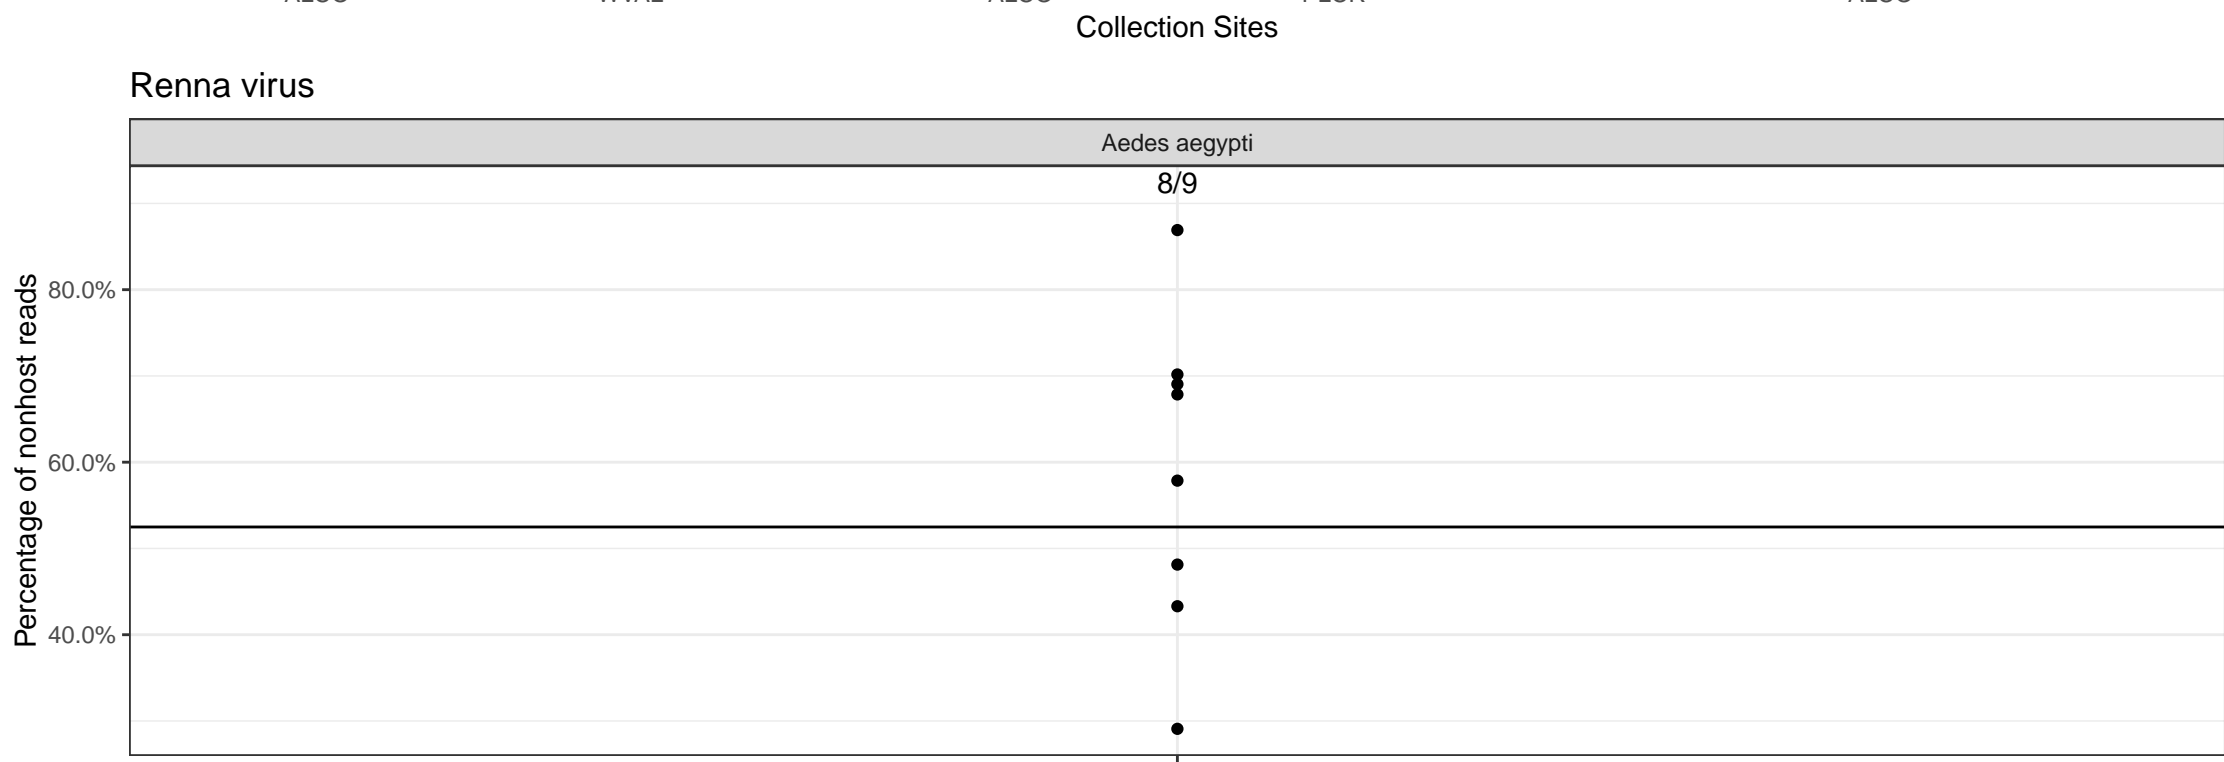 Collection Sites
Renna virus
Aedes aegypti
8/9
Percentage of nonhost reads
80.0%
60.0%
40.0%